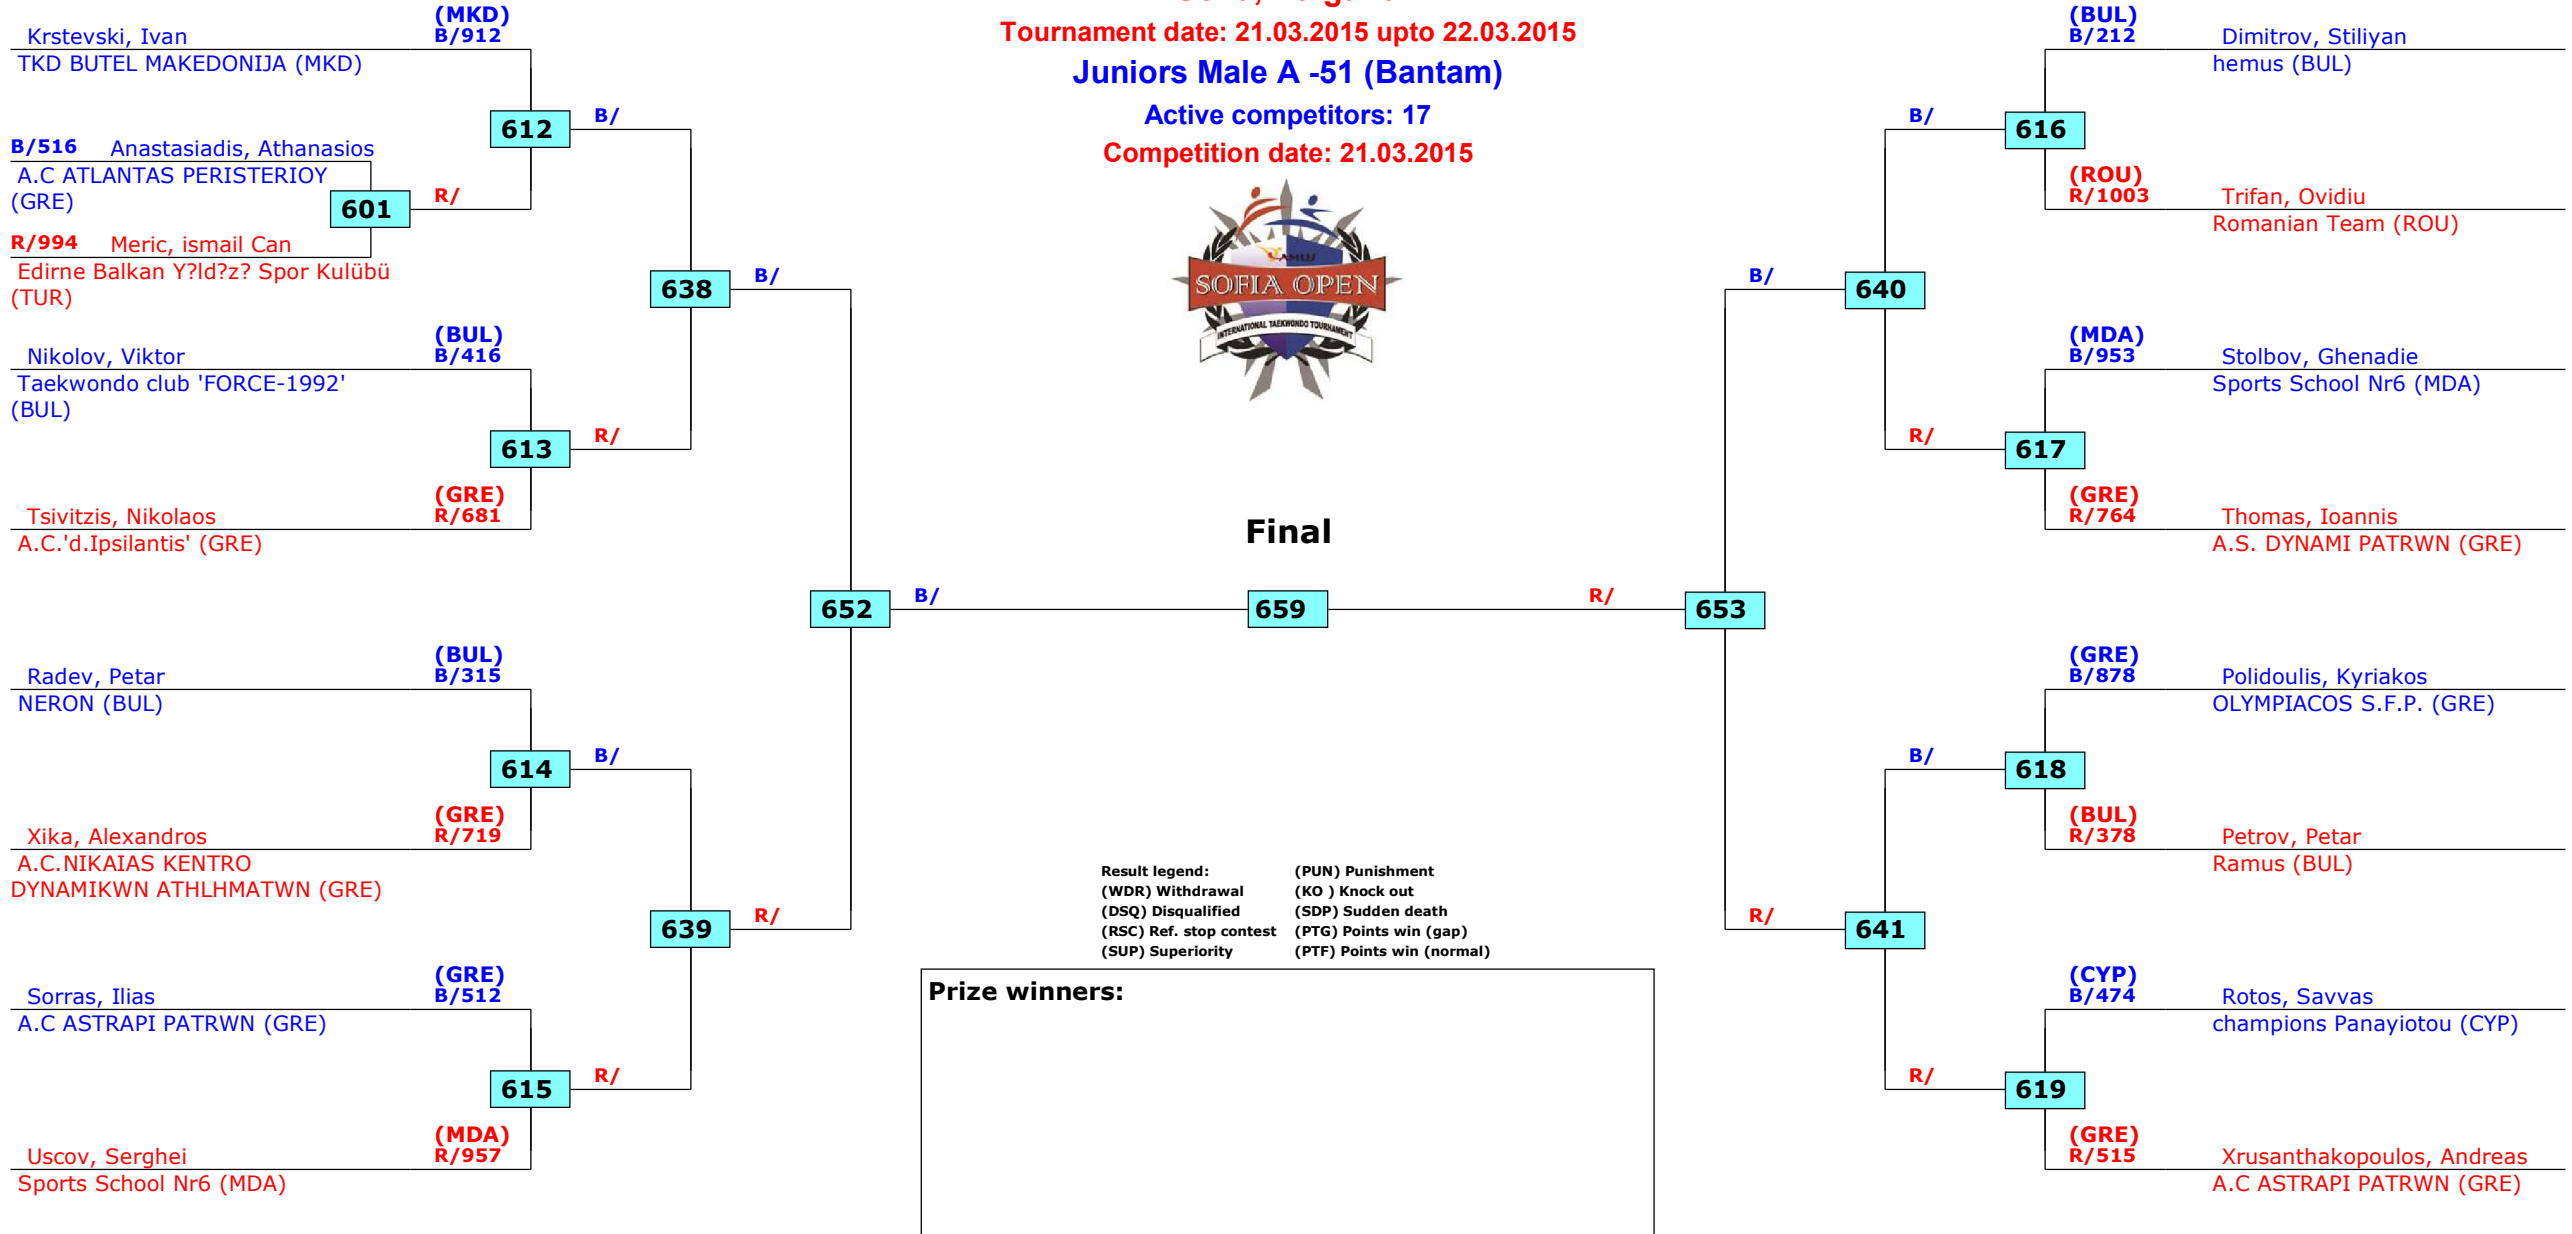 Tournament date: 21.03.2015 upto 22.03.2015
Juniors Male A -51 (Bantam)
Active competitors: 17
Competition date: 21.03.2015
SOFIA OPEN
INTERNATIONAL TAEKWONDO TOURNAMENT
(MKD)
Krstevski, Ivan B/912
TKD BUTEL MAKEDONIJA (MKD)
612 B/
B/516 Anastasiadis, Athanasios
A.C ATLANTAS PERISTERIOY
(GRE)
601 R/
R/994 Meric, ismail Can
Edirne Balkan Y?ld?z? Spor Kulübü
(TUR)
638 B/
(BUL)
Nikolov, Viktor B/416
Taekwondo club 'FORCE-1992'
(BUL)
613 R/
(GRE)
Tsivitzis, Nikolaos R/681
A.C.'d.Ipsilantis' (GRE)
652 B/
(BUL)
Radev, Petar B/315
NERON (BUL)
614 B/
(GRE)
Xika, Alexandros R/719
A.C.NIKAIAS KENTRO
DYNAMIKWN ATHLHMATWN (GRE)
639 R/
(GRE)
Sorras, Ilias B/512
A.C ASTRAPI PATRWN (GRE)
615 R/
(MDA)
Uscov, Serghei R/957
Sports School Nr6 (MDA)
Final
659
(BUL)
B/212 Dimitrov, Stiliyan
hemus (BUL)
B/ 616
(ROU)
R/1003 Trifan, Ovidiu
Romanian Team (ROU)
B/ 640
(MDA)
B/953 Stolbov, Ghenadie
Sports School Nr6 (MDA)
R/ 617
(GRE)
R/764 Thomas, Ioannis
A.S. DYNAMI PATRWN (GRE)
R/ 653
(GRE)
B/878 Polidoulis, Kyriakos
OLYMPIACOS S.F.P. (GRE)
B/ 618
(BUL)
R/378 Petrov, Petar
Ramus (BUL)
R/ 641
(CYP)
B/474 Rotos, Savvas
champions Panayiotou (CYP)
R/ 619
(GRE)
R/515 Xrusanthakopoulos, Andreas
A.C ASTRAPI PATRWN (GRE)
Result legend: (PUN) Punishment
(WDR) Withdrawal (KO ) Knock out
(DSQ) Disqualified (SDP) Sudden death
(RSC) Ref. stop contest (PTG) Points win (gap)
(SUP) Superiority (PTF) Points win (normal)
Prize winners: